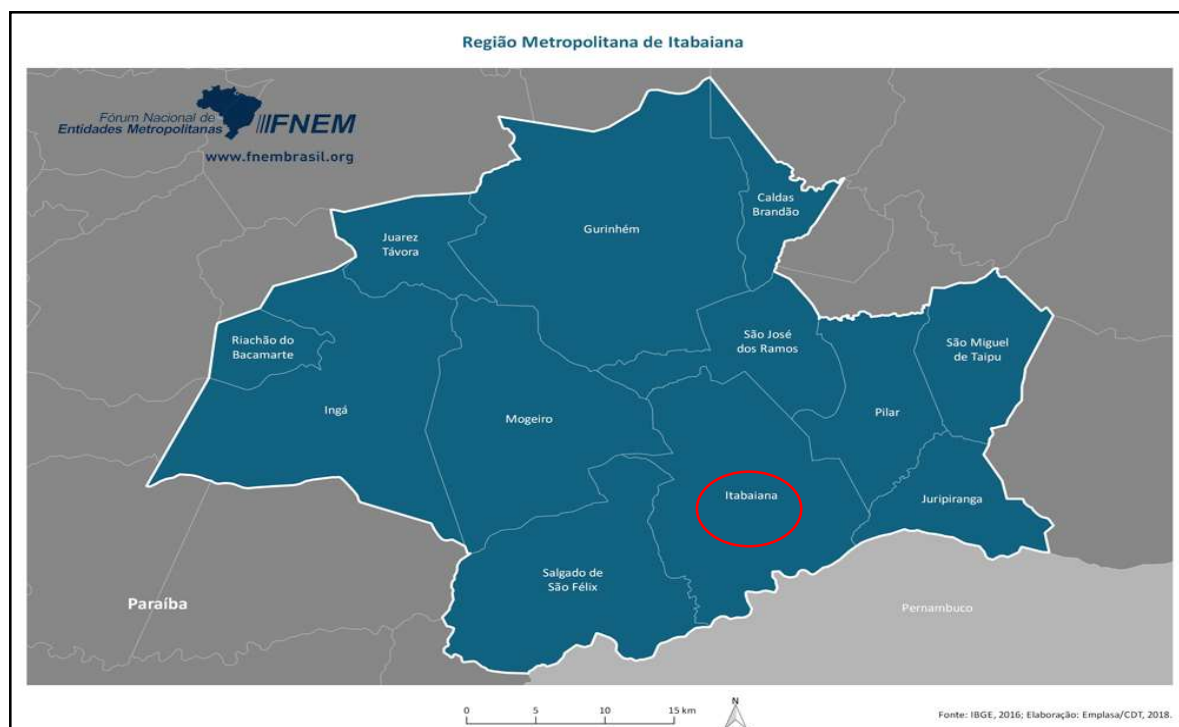 Região Metropolitana de Itabaiana
Fórum Nacional de
Entidades Metropolitanas
FNEM
www.fnembrasil.org
Caldas
Brandão
Gurinhém
Juarez
Távora
Riachão do
Bacamarte
São José
dos Ramos
São Miguel
de Taipu
Ingá
Mogeiro
Pilar
Itabaiana
Juripiranga
Salgado de
São Félix
Paraíba
Pernambuco
0 5 10 15 km
N
Fonte: IBGE, 2016; Elaboração: Emplasa/CDT, 2018.